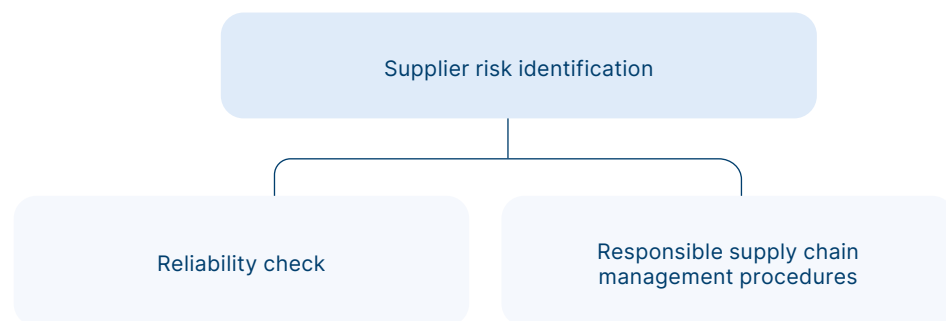 Supplier risk identification
Reliability check
Responsible supply chain
management procedures